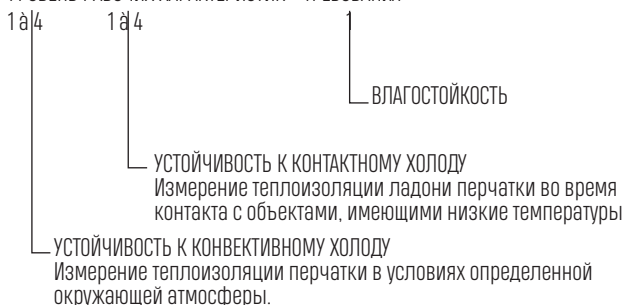 1 à 4 1 à 4 1
ВЛАГОСТОЙКОСТЬ
УСТОЙЧИВОСТЬ К КОНТАКТНОМУ ХОЛОДУ
Измерение теплоизоляции ладони перчатки во время
контакта с объектами, имеющими низкие температуры
УСТОЙЧИВОСТЬ К КОНВЕКТИВНОМУ ХОЛОДУ
Измерение теплоизоляции перчатки в условиях определенной
окружающей атмосферы.